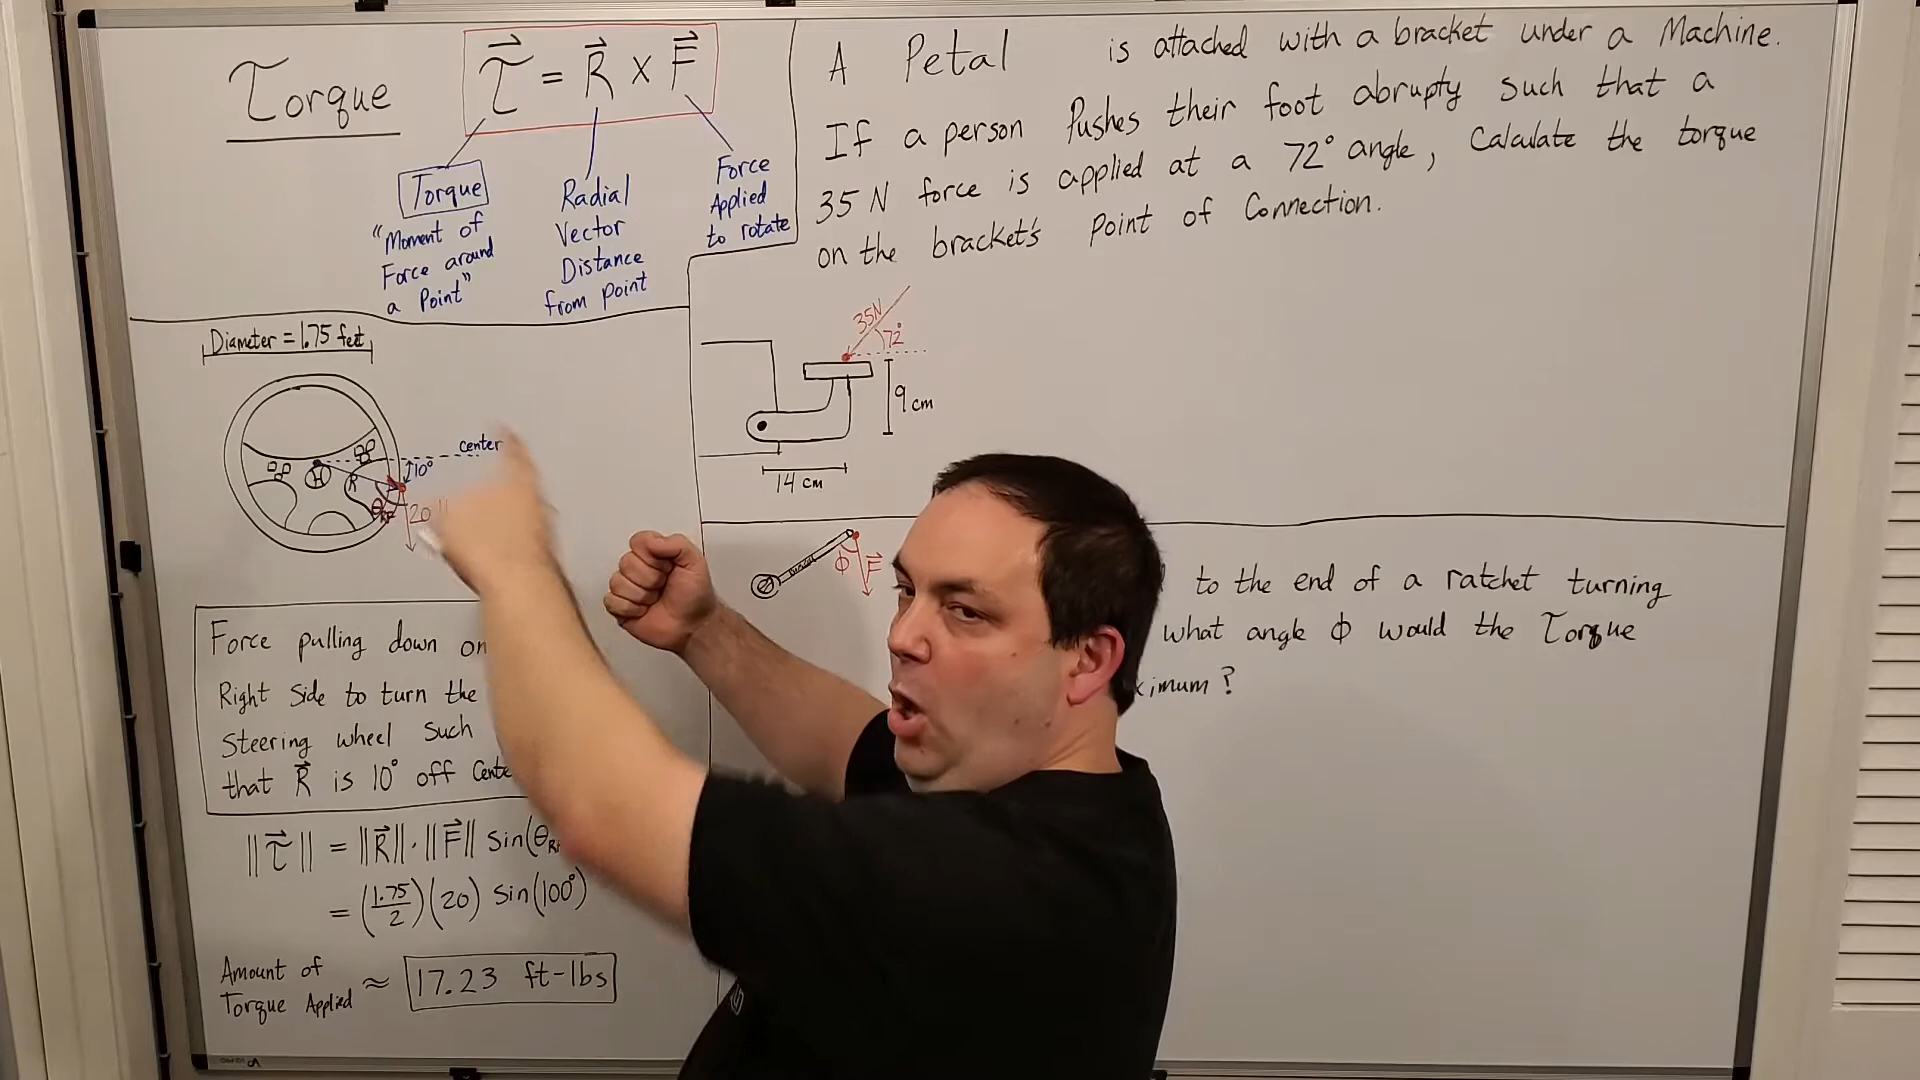 Torque
τ = R x F
Torque
"Moment of
Force around
a Point"
Radial
Vector
Distance
from point
Force
Applied
to rotate
A Petal is attached with a bracket under a Machine.
If a person Pushes their foot abrupty such that a
35 N force is applied at a 72° angle, Calculate the torque
on the bracket's Point of Connection.
Diameter = 1.75 feet
center
10°
R
H
θRF
20
35N
72°
9 cm
14 cm
Force pulling down on
Right Side to turn the
Steering wheel Such
that R is 10° off
||τ|| = ||R|| · ||F|| Sin(θ
= (1.75/2)(20) Sin(100°)
Amount of
Torque Applied ≈ 17.23 ft-lbs
φ
F
to the end of a ratchet turning
what angle φ would the Torque
ximum?